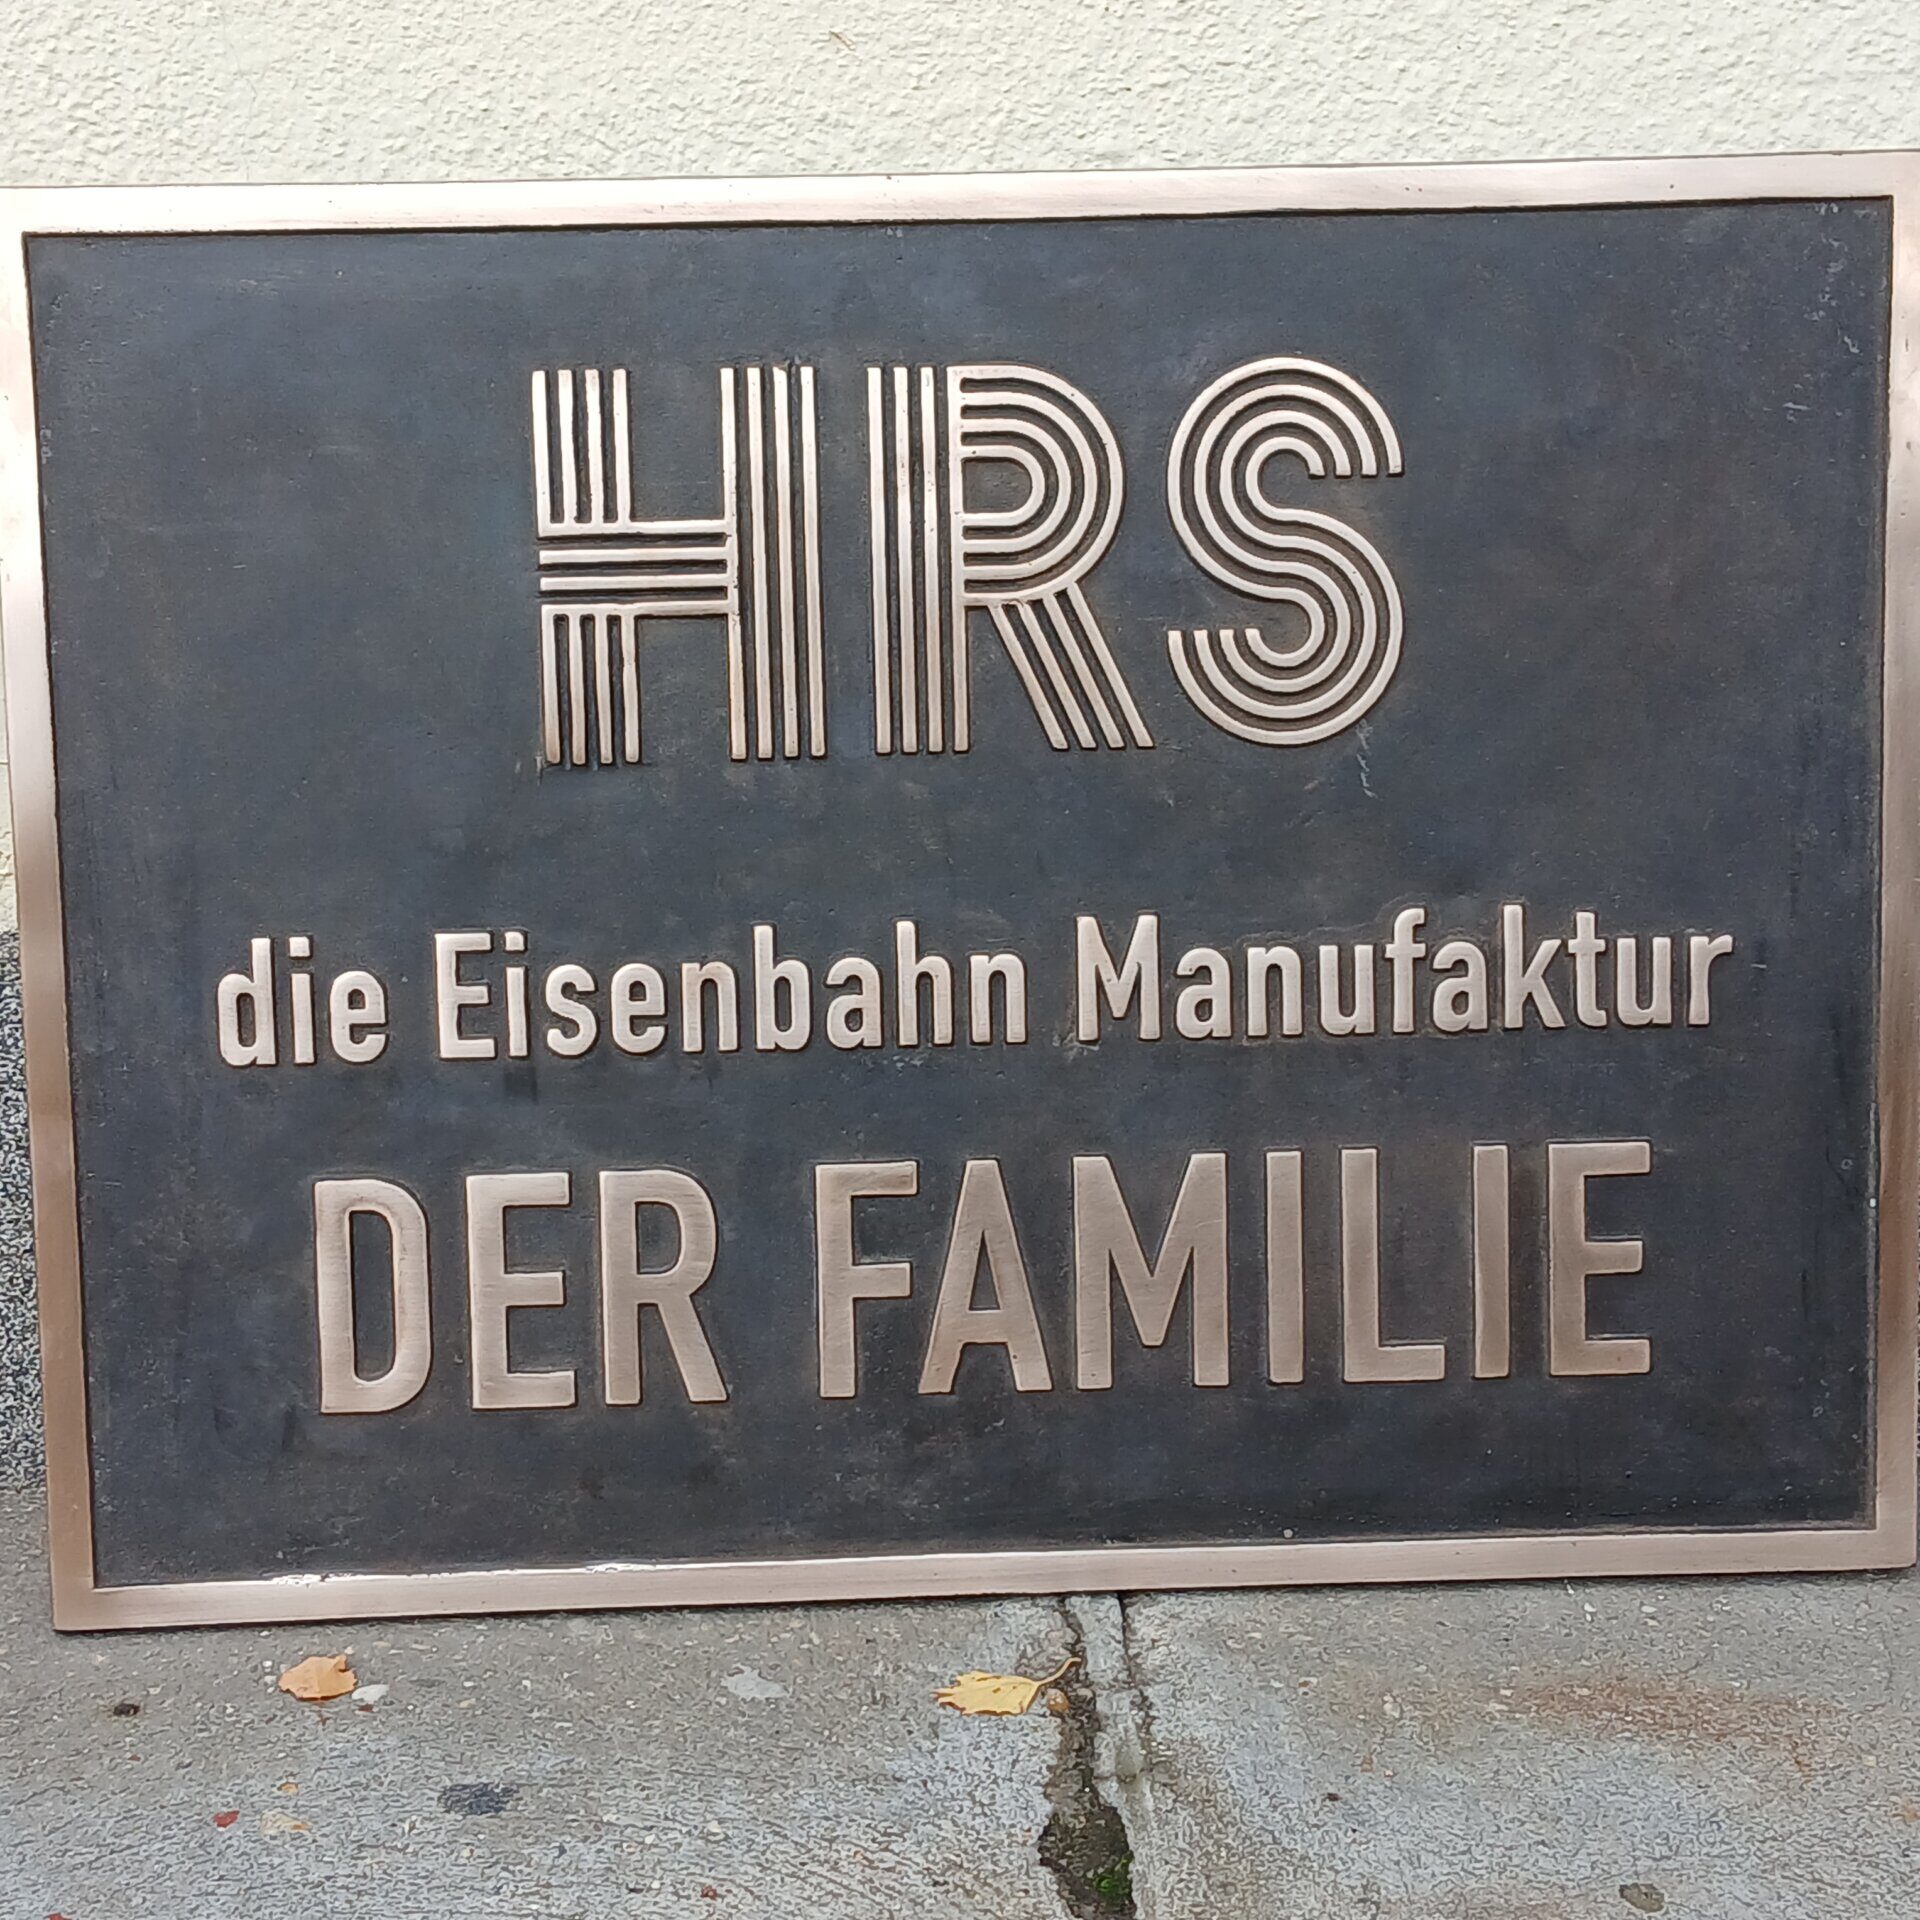 HRS
die Eisenbahn Manufaktur
DER FAMILIE